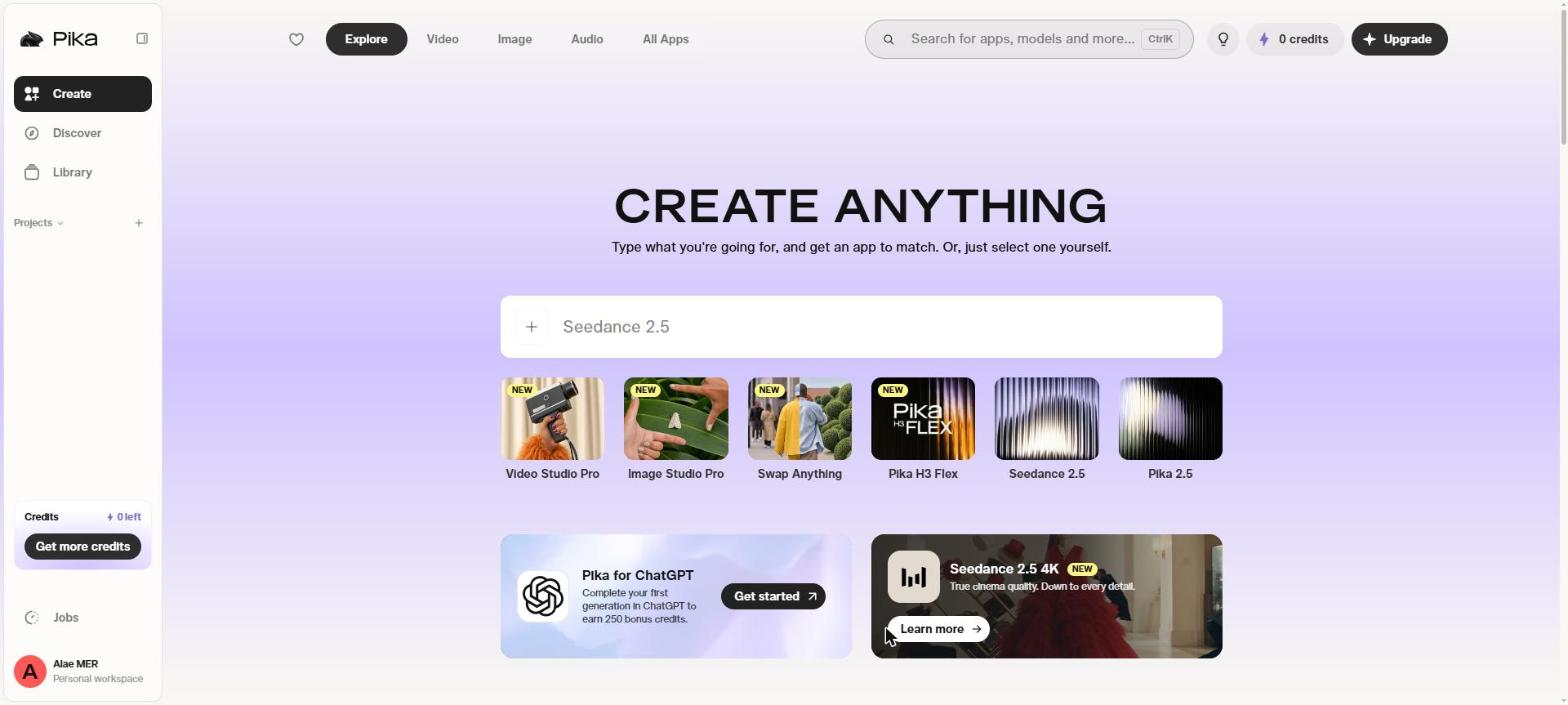 Pika
Create
Discover
Library
Projects
Credits
0 left
Get more credits
Jobs
A
Alae MER
Personal workspace
Explore
Video
Image
Audio
All Apps
Search for apps, models and more...
CtrlK
0 credits
Upgrade
CREATE ANYTHING
Type what you're going for, and get an app to match. Or, just select one yourself.
Seedance 2.5
NEW
Video Studio Pro
NEW
Image Studio Pro
NEW
Swap Anything
NEW
Pika
H3 FLEX
Pika H3 Flex
Seedance 2.5
Pika 2.5
Pika for ChatGPT
Complete your first
generation in ChatGPT to
earn 250 bonus credits.
Get started
Seedance 2.5 4K NEW
True cinema quality. Down to every detail.
Learn more